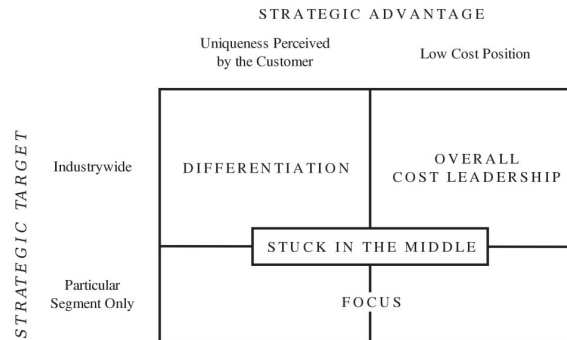 STRATEGIC ADVANTAGE
Uniqueness Perceived
by the Customer
Low Cost Position
STRATEGIC TARGET
Industrywide
DIFFERENTIATION
OVERALL
COST LEADERSHIP
STUCK IN THE MIDDLE
Particular
Segment Only
FOCUS